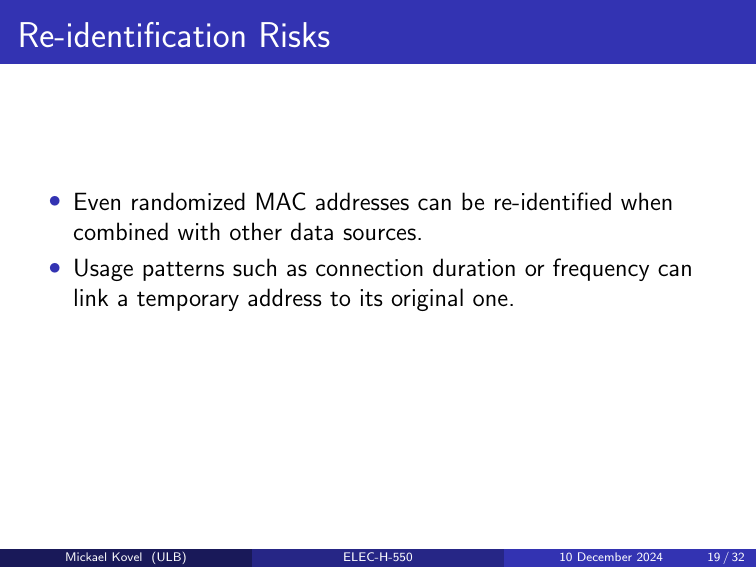 Re-identification Risks
• Even randomized MAC addresses can be re-identified when
combined with other data sources.
• Usage patterns such as connection duration or frequency can
link a temporary address to its original one.
Mickael Kovel (ULB) ELEC-H-550 10 December 2024 19 / 32